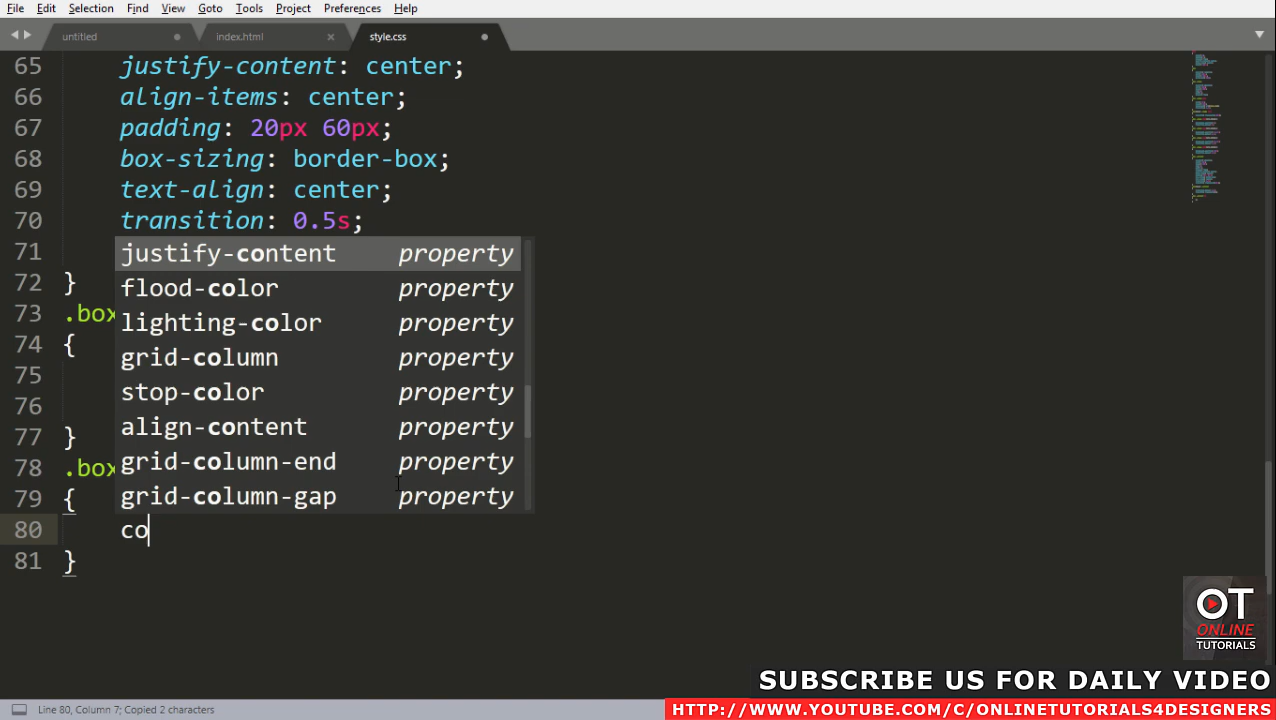 File Edit Selection Find View Goto Tools Project Preferences Help
untitled index.html × style.css
65 justify-content: center;
66 align-items: center;
67 padding: 20px 60px;
68 box-sizing: border-box;
69 text-align: center;
70 transition: 0.5s;
71 justify-content property
72 } flood-color property
73 .box lighting-color property
74 { grid-column property
75 stop-color property
76 align-content property
77 } grid-column-end property
78 .box
79 { grid-column-gap property
80 co
81 }
OT
ONLINE
TUTORIALS
SUBSCRIBE US FOR DAILY VIDEO
Line 80, Column 7; Copied 2 characters
HTTP://WWW.YOUTUBE.COM/C/ONLINETUTORIALS4DESIGNERS